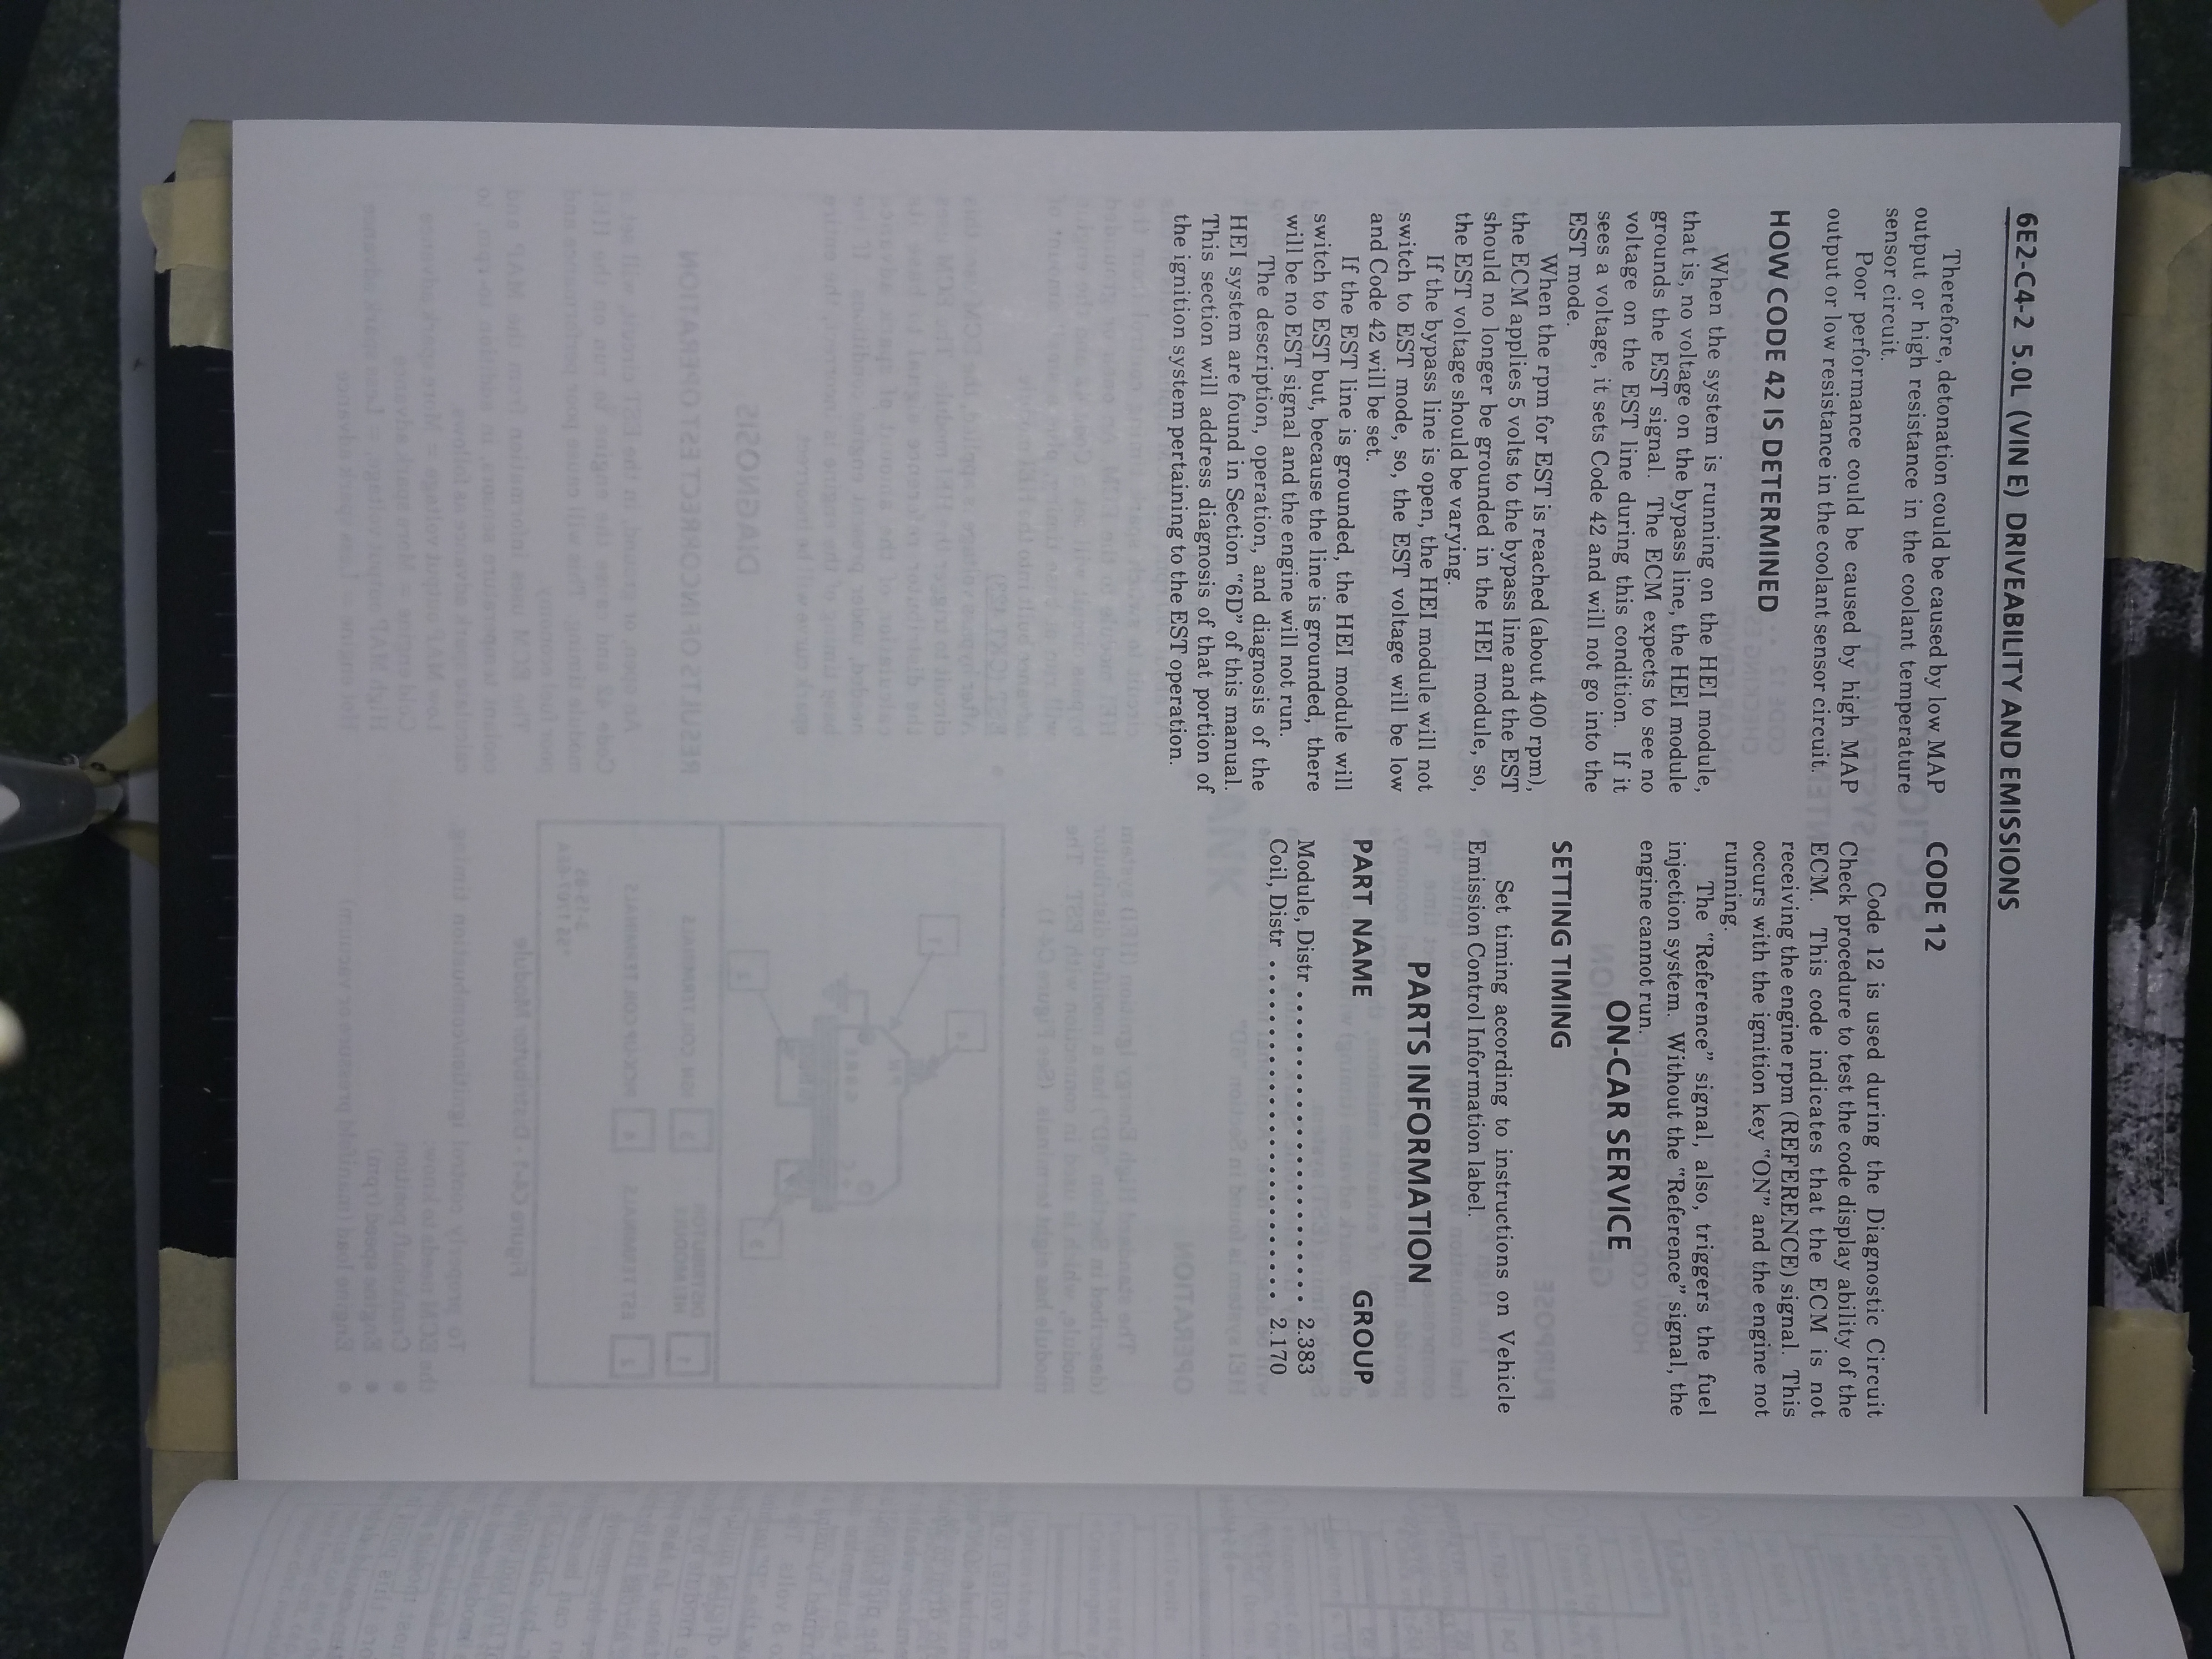 6E2-C4-2 5.0L (VIN E) DRIVEABILITY AND EMISSIONS
Therefore, detonation could be caused by low MAP
output or high resistance in the coolant temperature
sensor circuit.
Poor performance could be caused by high MAP
output or low resistance in the coolant sensor circuit.
HOW CODE 42 IS DETERMINED
When the system is running on the HEI module,
that is, no voltage on the bypass line, the HEI module
grounds the EST signal. The ECM expects to see no
voltage on the EST line during this condition. If it
sees a voltage, it sets Code 42 and will not go into the
EST mode.
When the rpm for EST is reached (about 400 rpm),
the ECM applies 5 volts to the bypass line and the EST
should no longer be grounded in the HEI module, so,
the EST voltage should be varying.
If the bypass line is open, the HEI module will not
switch to EST mode, so, the EST voltage will be low
and Code 42 will be set.
If the EST line is grounded, the HEI module will
switch to EST but, because the line is grounded, there
will be no EST signal and the engine will not run.
The description, operation, and diagnosis of the
HEI system are found in Section "6D" of this manual.
This section will address diagnosis of that portion of
the ignition system pertaining to the EST operation.
CODE 12
Code 12 is used during the Diagnostic Circuit
Check procedure to test the code display ability of the
ECM. This code indicates that the ECM is not
receiving the engine rpm (REFERENCE) signal. This
occurs with the ignition key "ON" and the engine not
running.
The "Reference" signal, also, triggers the fuel
injection system. Without the "Reference" signal, the
engine cannot run.
ON-CAR SERVICE
SETTING TIMING
Set timing according to instructions on Vehicle
Emission Control Information label.
PARTS INFORMATION
PART NAME GROUP
Module, Distr . . . . . . . . . . . . . . . . . . . . . . . . . . . 2.383
Coil, Distr . . . . . . . . . . . . . . . . . . . . . . . . . . . . . 2.170